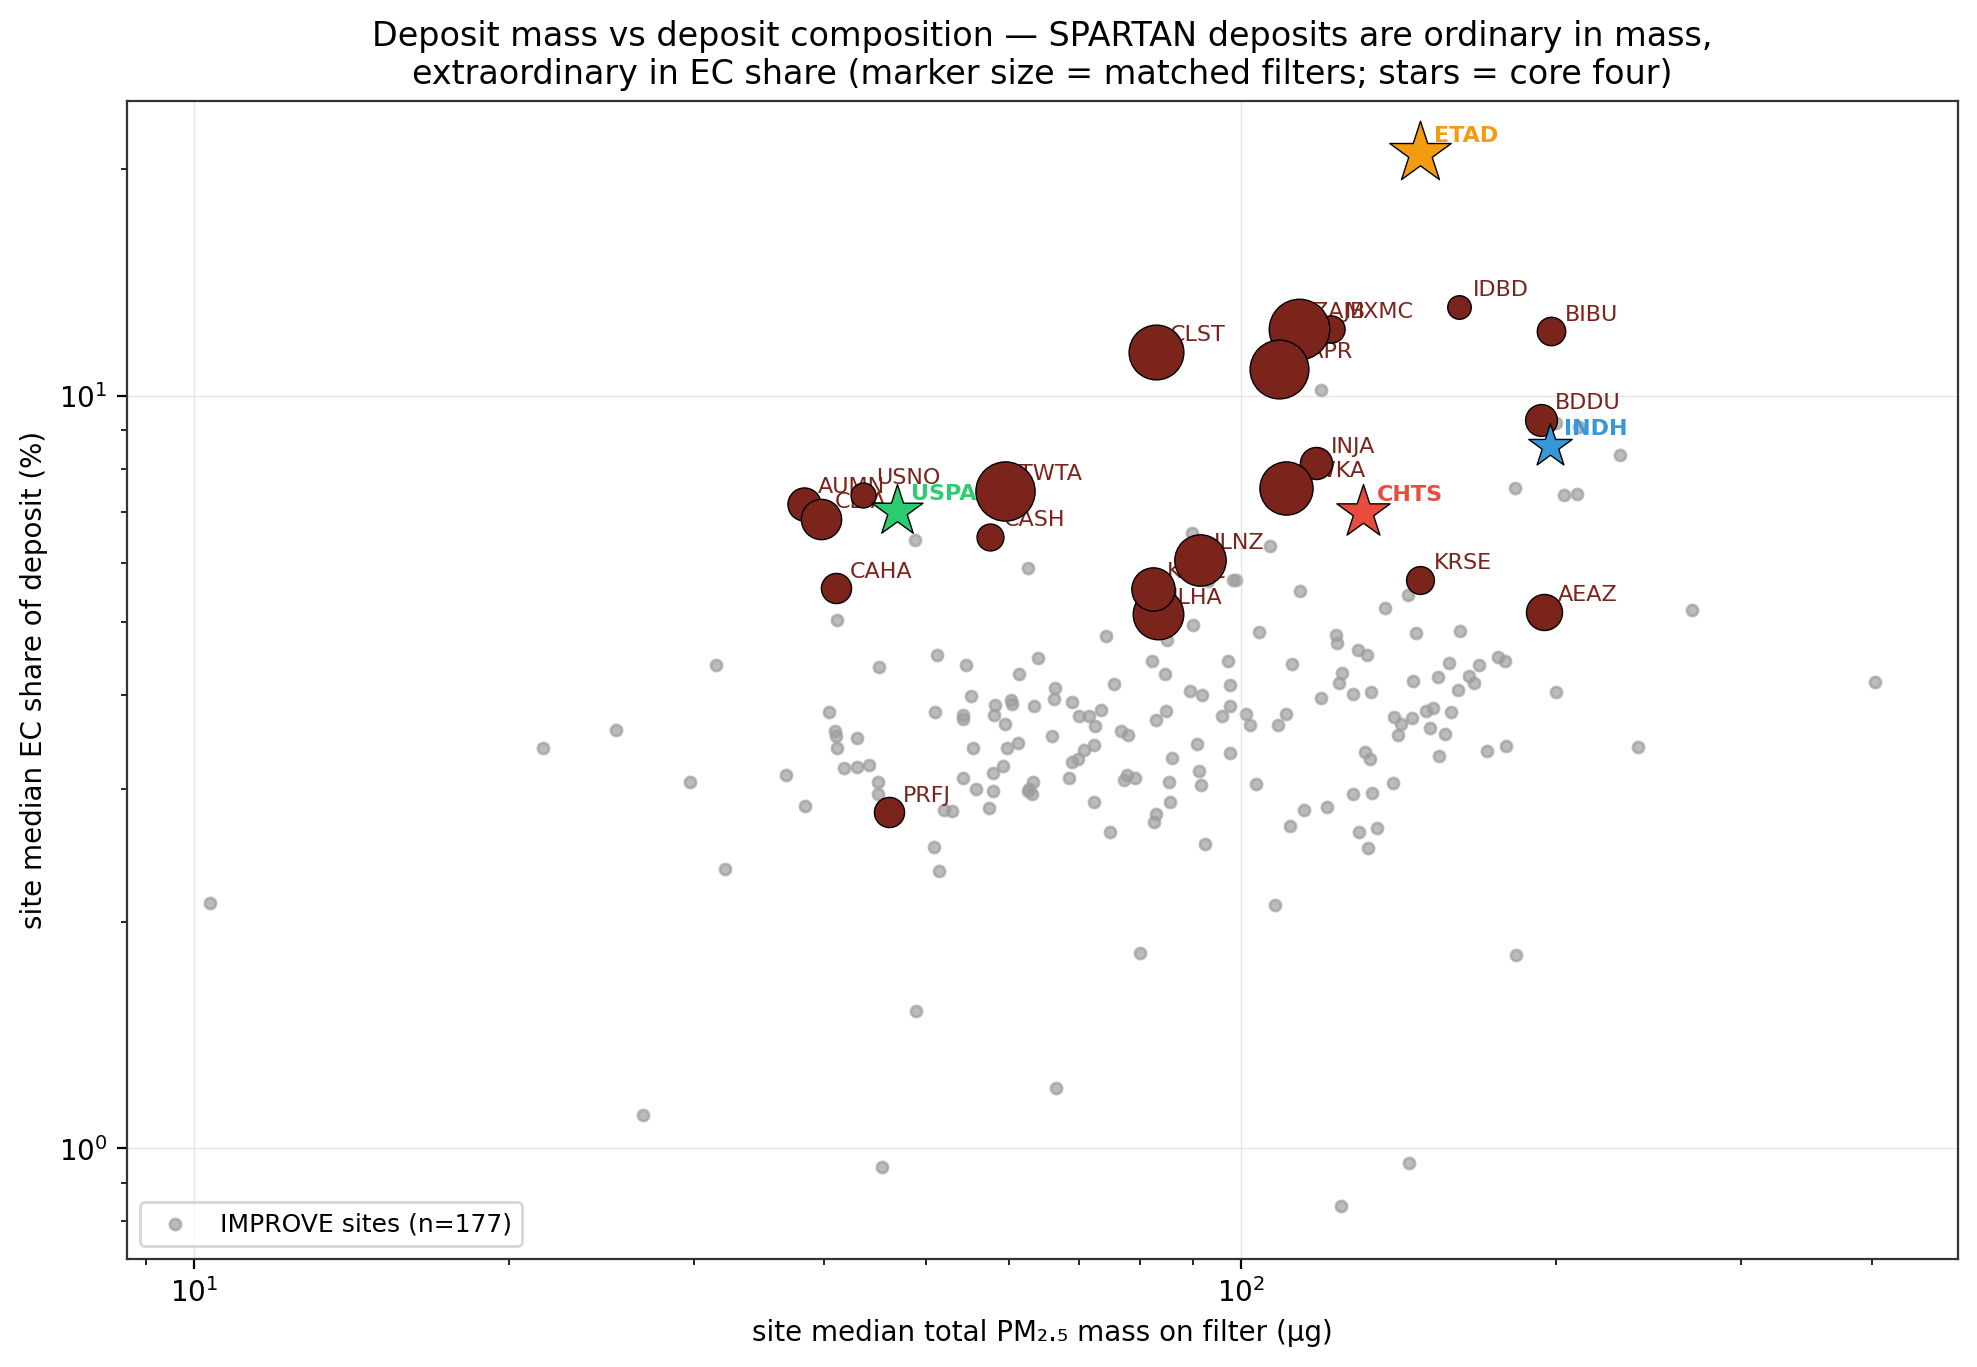 Deposit mass vs deposit composition — SPARTAN deposits are ordinary in mass,
extraordinary in EC share (marker size = matched filters; stars = core four)
ETAD
IDBD
BIBU
MXMC
CLST
BDDU
INDH
INJA
USNO
TWTA
AUMN
USPA
CHTS
CASH
ILNZ
KRSE
CAHA
AEAZ
PRFJ
10¹
10⁰
site median EC share of deposit (%)
IMPROVE sites (n=177)
10¹
10²
site median total PM₂.₅ mass on filter (µg)